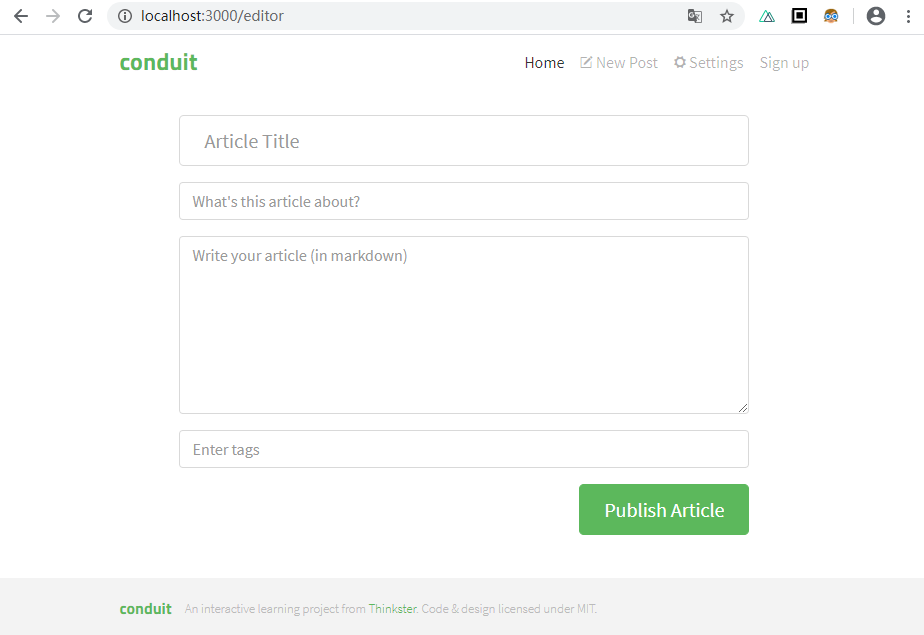 localhost:3000/editor
conduit Home New Post Settings Sign up
Article Title
What's this article about?
Write your article (in markdown)
Enter tags
Publish Article
conduit An interactive learning project from Thinkster. Code & design licensed under MIT.